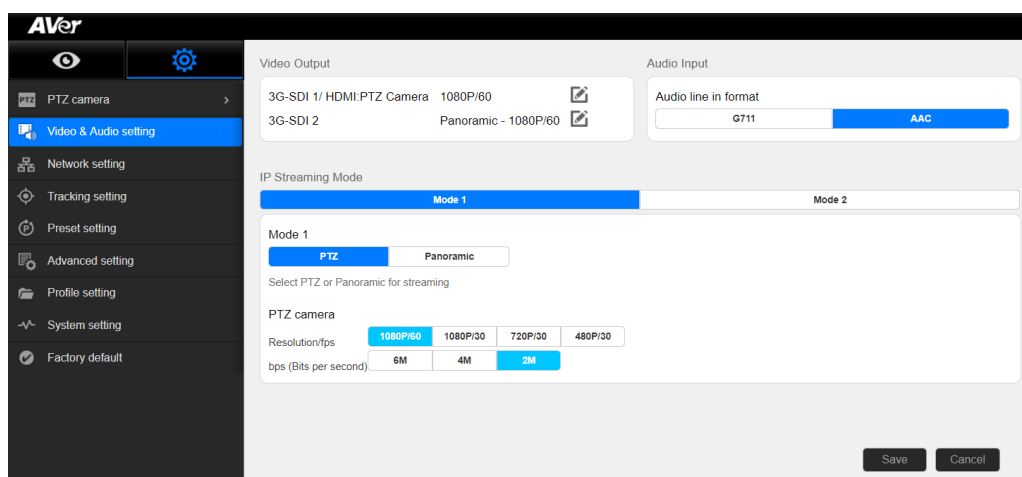 AVer
PTZ PTZ camera >
Video & Audio setting
Network setting
Tracking setting
P Preset setting
Advanced setting
Profile setting
System setting
Factory default
Video Output
3G-SDI 1/ HDMI:PTZ Camera 1080P/60
3G-SDI 2 Panoramic - 1080P/60
Audio Input
Audio line in format
G711 AAC
IP Streaming Mode
Mode 1 Mode 2
Mode 1
PTZ Panoramic
Select PTZ or Panoramic for streaming
PTZ camera
Resolution/fps 1080P/60 1080P/30 720P/30 480P/30
bps (Bits per second) 6M 4M 2M
Save Cancel